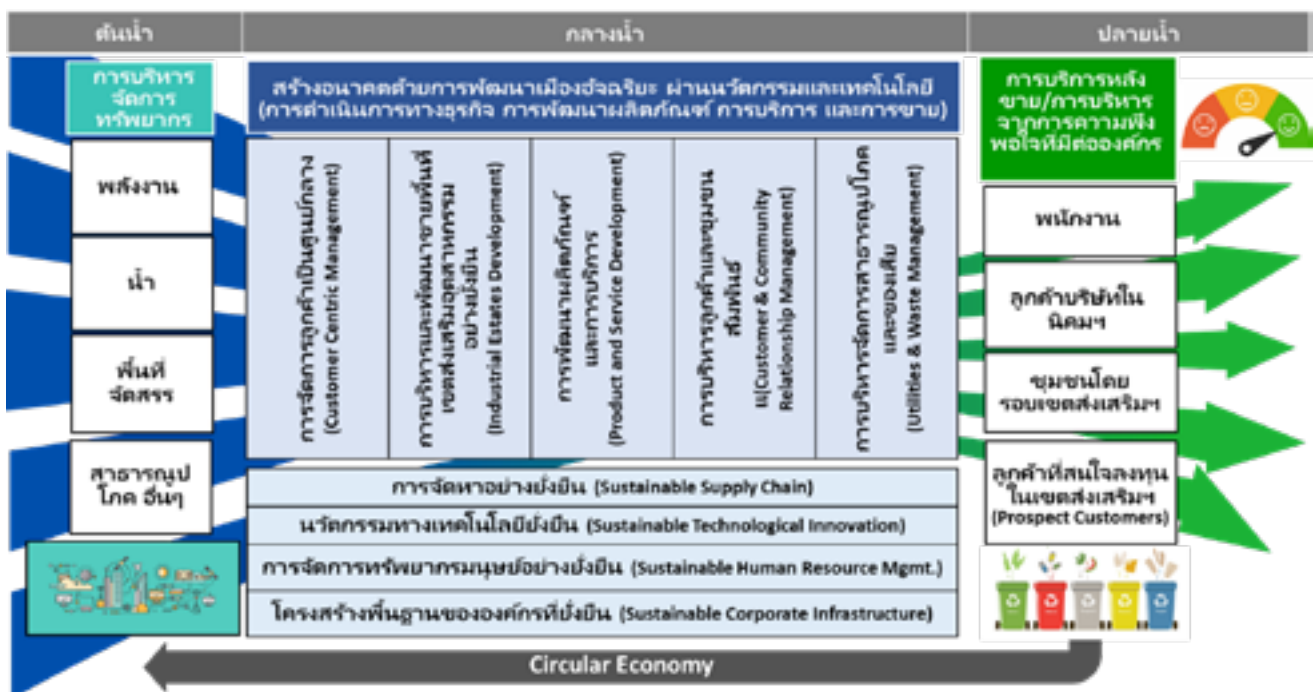 ต้นน้ำ
กลางน้ำ
ปลายน้ำ
การบริหาร
จัดการ
ทรัพยากร
พลังงาน
น้ำ
พื้นที่
จัดสรร
สาธารณูป
โภค อื่นๆ
สร้างอนาคตด้วยการพัฒนาเมืองอัจฉริยะ ผ่านนวัตกรรมและเทคโนโลยี
(การดำเนินการทางธุรกิจ การพัฒนาผลิตภัณฑ์ การบริการ และการขาย)
การจัดการลูกค้าเป็นศูนย์กลาง
(Customer Centric Management)
การบริหารและพัฒนาขายพื้นที่
เขตส่งเสริมอุตสาหกรรม
อย่างยั่งยืน
(Industrial Estates Development)
การพัฒนาผลิตภัณฑ์
และการบริการ
(Product and Service Development)
การบริหารลูกค้าและชุมชน
สัมพันธ์
แ(Customer & Community
Relationship Management)
การบริหารจัดการสาธารณูปโภค
และของเสีย
(Utilities & Waste Management)
การจัดหาอย่างยั่งยืน (Sustainable Supply Chain)
นวัตกรรมทางเทคโนโลยียั่งยืน (Sustainable Technological Innovation)
การจัดการทรัพยากรมนุษย์อย่างยั่งยืน (Sustainable Human Resource Mgmt.)
โครงสร้างพื้นฐานขององค์กรที่ยั่งยืน (Sustainable Corporate Infrastructure)
การบริการหลัง
ขาย/การบริหาร
จากการความพึง
พอใจที่มีต่อองค์กร
พนักงาน
ลูกค้าบริษัทใน
นิคมฯ
ชุมชนโดย
รอบเขตส่งเสริมฯ
ลูกค้าที่สนใจลงทุน
ในเขตส่งเสริมฯ
(Prospect Customers)
Circular Economy